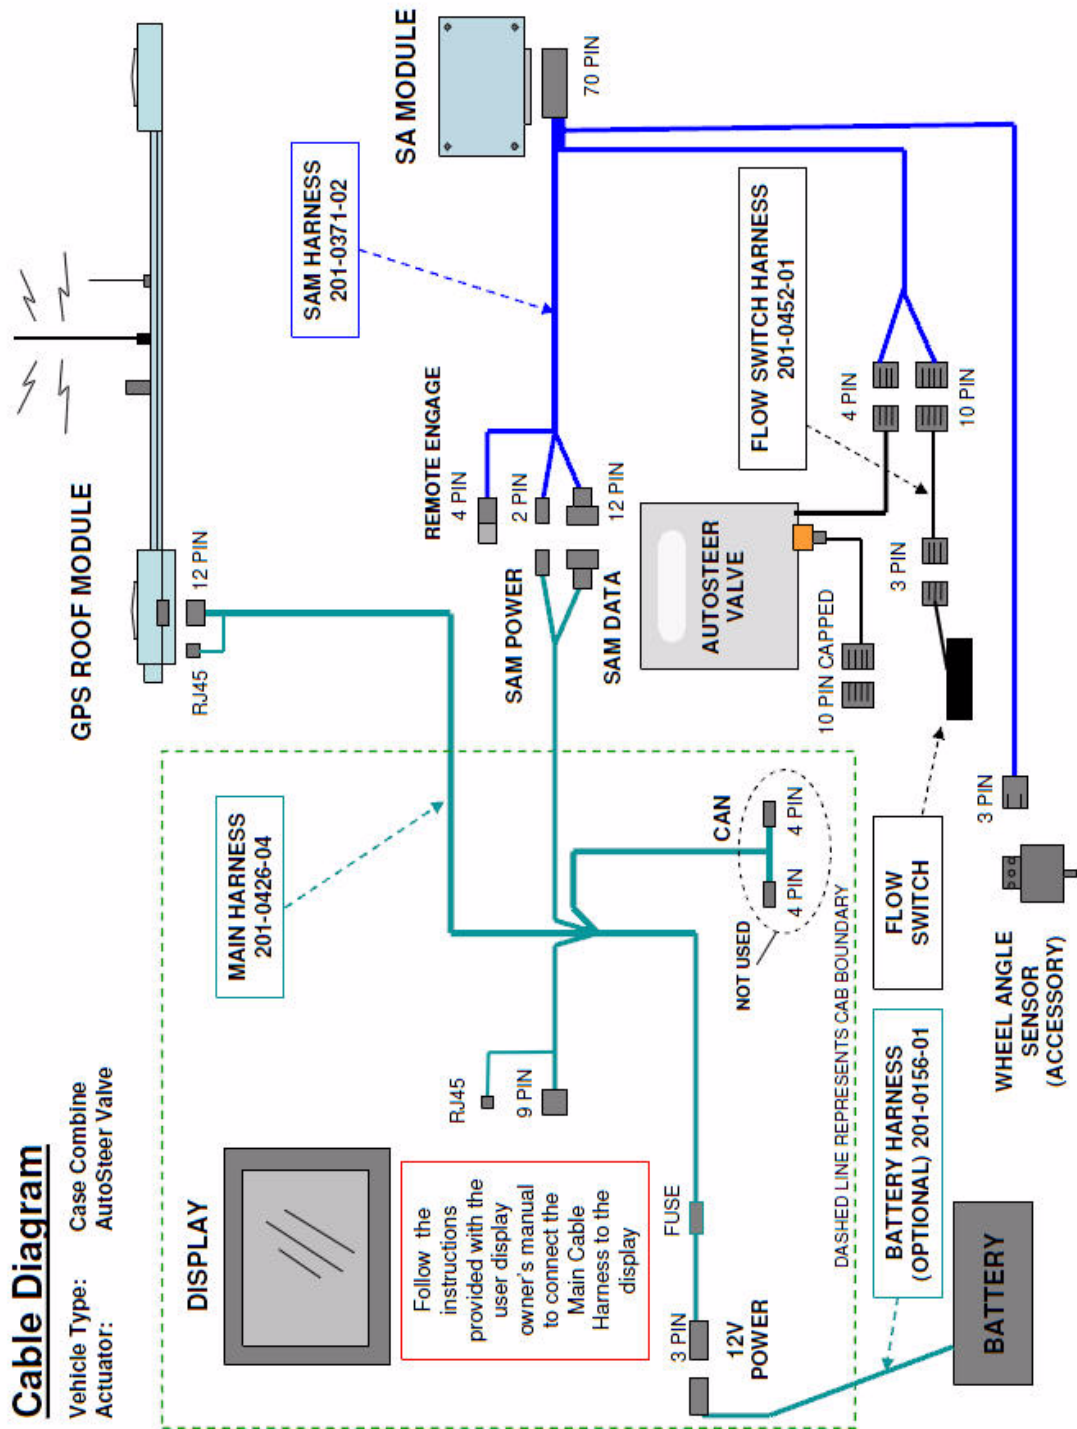 Cable Diagram
Vehicle Type: Case Combine
Actuator: AutoSteer Valve
DISPLAY
Follow the
instructions
provided with the
user display
owner's manual
to connect the
Main Cable
Harness to the
display
3 PIN
12V
POWER
FUSE
RJ45
9 PIN
MAIN HARNESS
201-0426-04
GPS ROOF MODULE
RJ45
12 PIN
NOT USED
CAN
4 PIN
4 PIN
DASHED LINE REPRESENTS CAB BOUNDARY
BATTERY
BATTERY HARNESS
(OPTIONAL) 201-0156-01
SAM POWER
SAM DATA
REMOTE ENGAGE
4 PIN
2 PIN
12 PIN
SAM HARNESS
201-0371-02
SA MODULE
70 PIN
AUTOSTEER
VALVE
10 PIN CAPPED
FLOW SWITCH HARNESS
201-0452-01
4 PIN
10 PIN
3 PIN
FLOW
SWITCH
3 PIN
WHEEL ANGLE
SENSOR
(ACCESSORY)